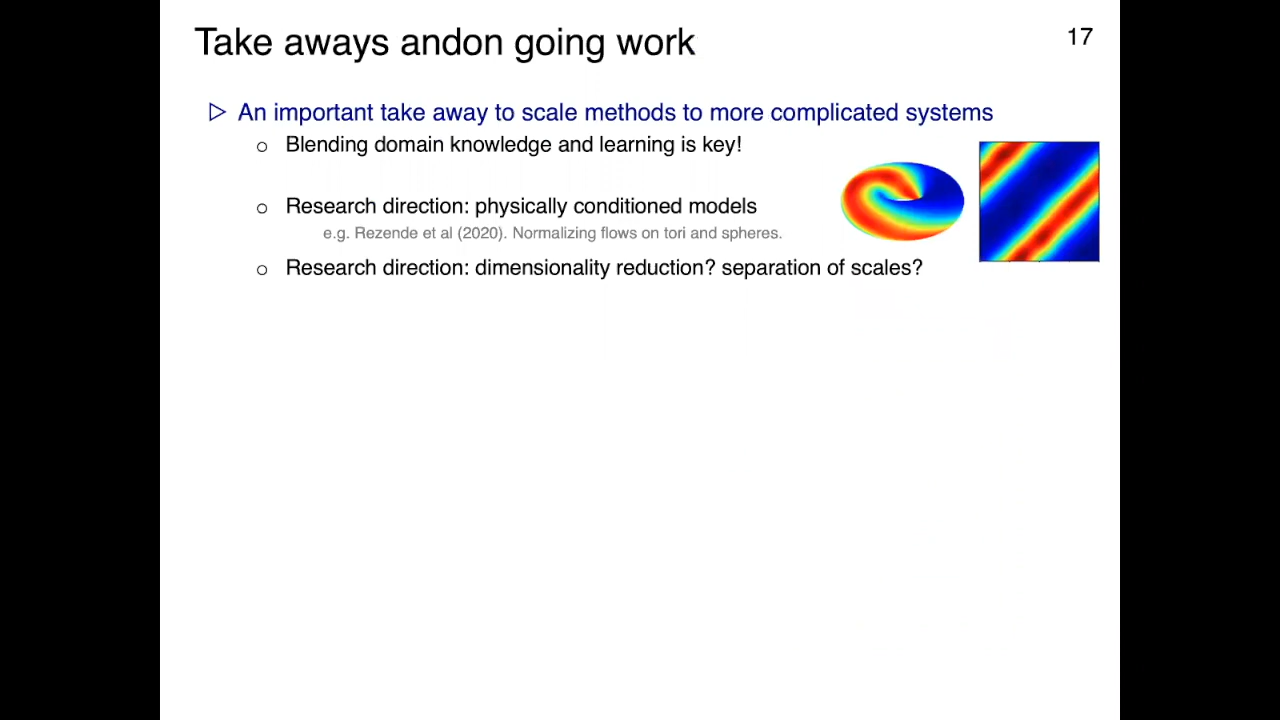 Take aways andon going work
17
▷ An important take away to scale methods to more complicated systems
○ Blending domain knowledge and learning is key!
○ Research direction: physically conditioned models
e.g. Rezende et al (2020). Normalizing flows on tori and spheres.
○ Research direction: dimensionality reduction? separation of scales?